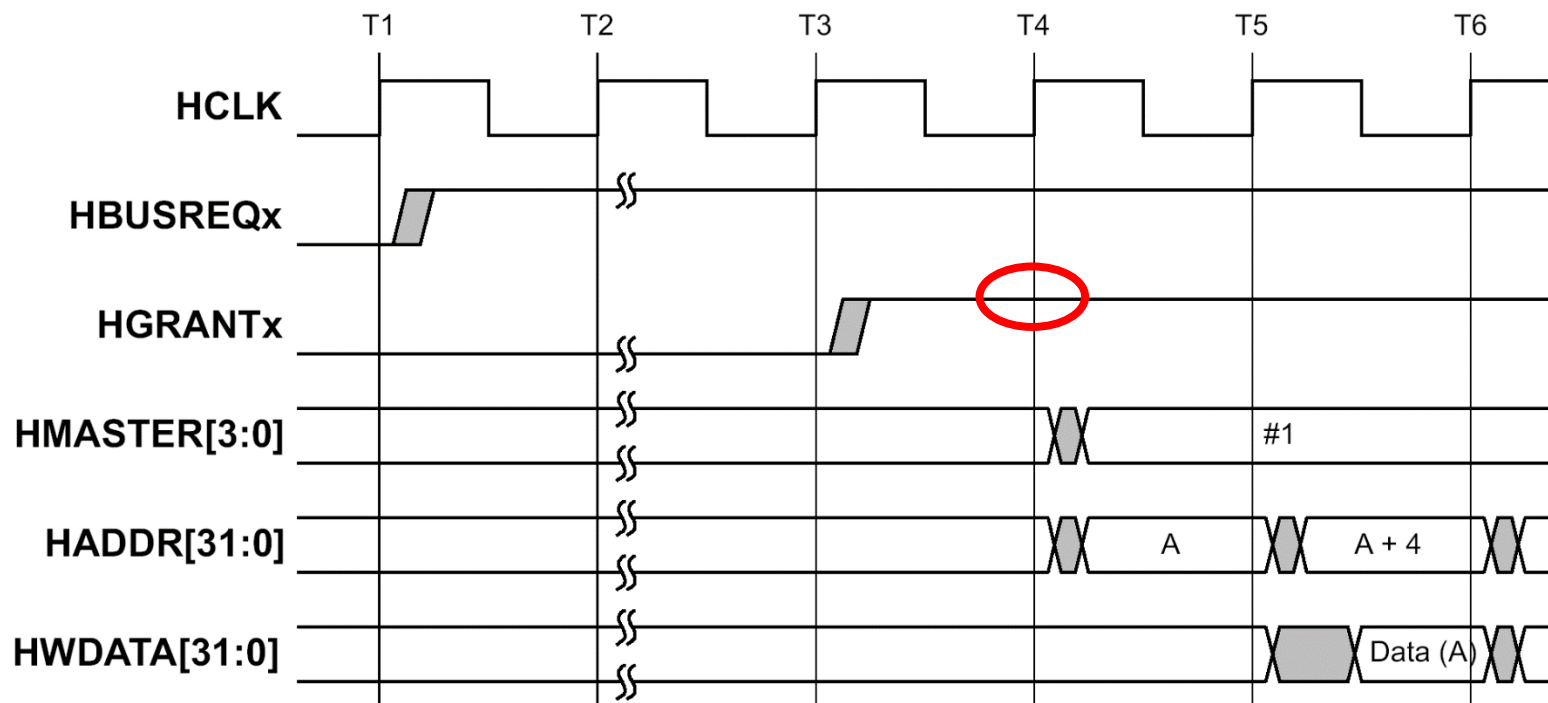 T1 T2 T3 T4 T5 T6
HCLK
HBUSREQx
HGRANTx
HMASTER[3:0] #1
HADDR[31:0] A A + 4
HWDATA[31:0] Data (A)